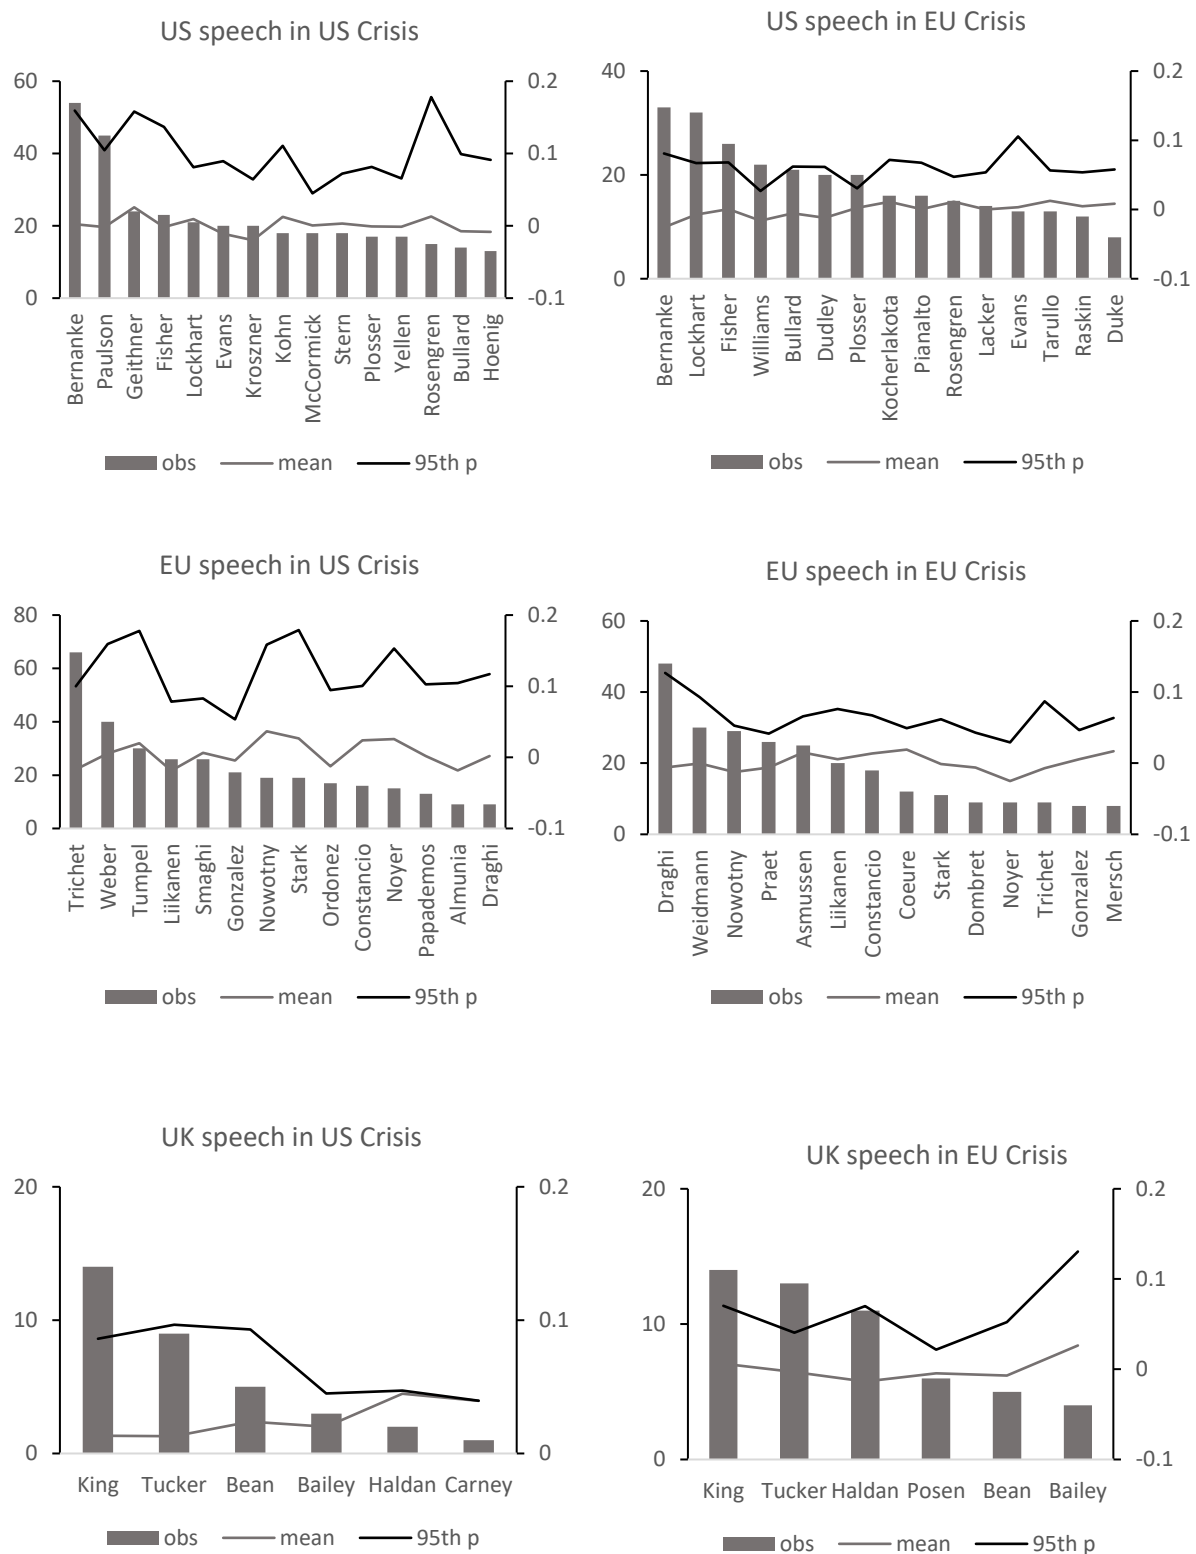 US speech in US Crisis
60
40
20
0
0.2
0.1
0
-0.1
Bernanke
Paulson
Geithner
Fisher
Lockhart
Evans
Kroszner
Kohn
McCormick
Stern
Plosser
Yellen
Rosengren
Bullard
Hoenig
obs mean 95th p
US speech in EU Crisis
40
20
0
0.2
0.1
0
-0.1
Bernanke
Lockhart
Fisher
Williams
Bullard
Dudley
Plosser
Kocherlakota
Pianalto
Rosengren
Lacker
Evans
Tarullo
Raskin
Duke
obs mean 95th p
EU speech in US Crisis
80
60
40
20
0
0.2
0.1
0
-0.1
Trichet
Weber
Tumpel
Liikanen
Smaghi
Gonzalez
Nowotny
Stark
Ordonez
Constancio
Noyer
Papademos
Almunia
Draghi
obs mean 95th p
EU speech in EU Crisis
60
40
20
0
0.2
0.1
0
-0.1
Draghi
Weidmann
Nowotny
Praet
Asmussen
Liikanen
Constancio
Coeure
Stark
Dombret
Noyer
Trichet
Gonzalez
Mersch
obs mean 95th p
UK speech in US Crisis
20
10
0
0.2
0.1
0
King Tucker Bean Bailey Haldan Carney
obs mean 95th p
UK speech in EU Crisis
20
10
0
0.2
0.1
0
-0.1
King Tucker Haldan Posen Bean Bailey
obs mean 95th p